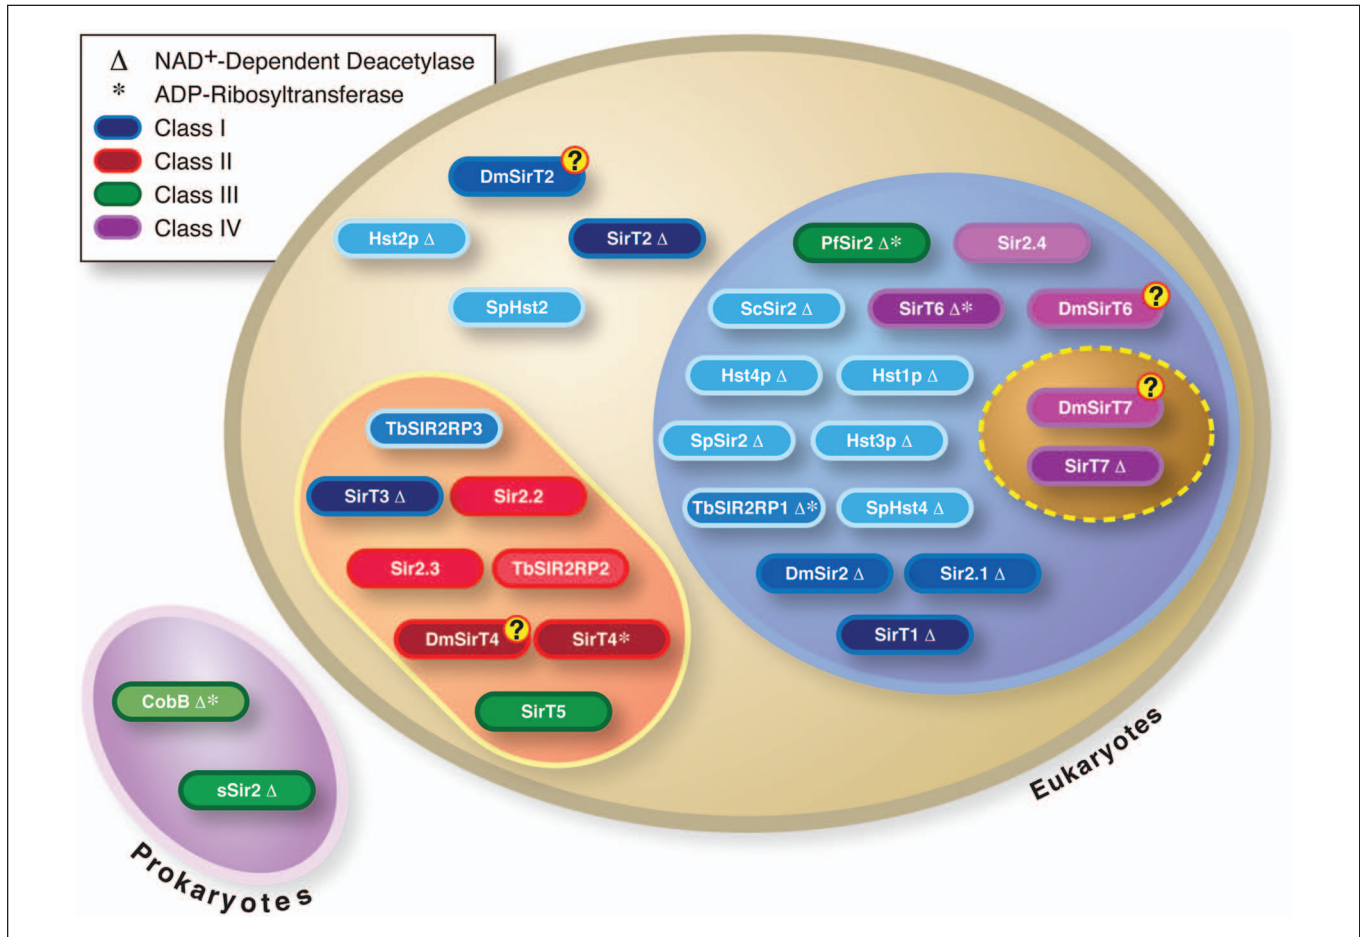 Δ NAD+-Dependent Deacetylase
* ADP-Ribosyltransferase
Class I
Class II
Class III
Class IV
DmSirT2 ?
Hst2p Δ
SirT2 Δ
SpHst2
PfSir2 Δ*
Sir2.4
ScSir2 Δ
SirT6 Δ*
DmSirT6 ?
Hst4p Δ
Hst1p Δ
DmSirT7 ?
SpSir2 Δ
Hst3p Δ
SirT7 Δ
TbSIR2RP1 Δ*
SpHst4 Δ
DmSir2 Δ
Sir2.1 Δ
SirT1 Δ
TbSIR2RP3
SirT3 Δ
Sir2.2
Sir2.3
TbSIR2RP2
DmSirT4 ?
SirT4*
SirT5
CobB Δ*
sSir2 Δ
Eukaryotes
Prokaryotes